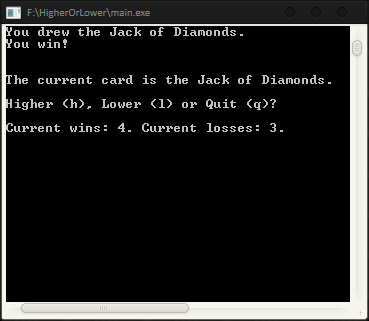 F:\HigherOrLower\main.exe
You drew the Jack of Diamonds.
You win!
The current card is the Jack of Diamonds.
Higher (h), Lower (l) or Quit (q)?
Current wins: 4. Current losses: 3.